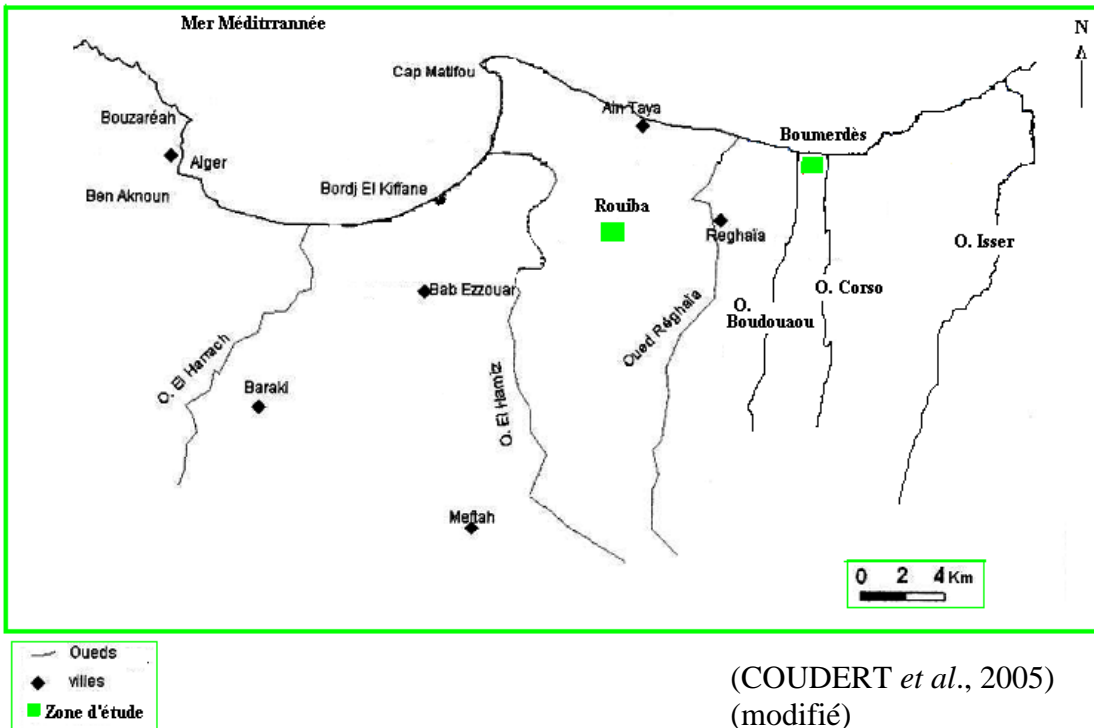 Mer Méditrrannée
N
Cap Matifou
Ain Taya
Bouzaréah
Boumerdès
Alger
Ben Aknoun
Bordj El Kiffane
Rouiba
Reghaïa
O. Isser
O. Corso
Bab Ezzouar
O.
Boudouaou
Oued Réghaïa
O. El Harrach
Baraki
O. El Hamiz
Meftah
0 2 4 Km
Oueds
villes
Zone d'étude
(COUDERT et al., 2005)
(modifié)